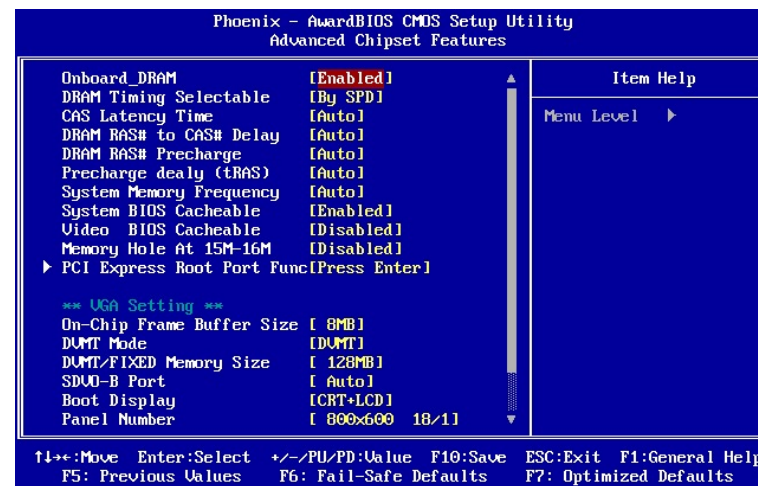 Phoenix - AwardBIOS CMOS Setup Utility
Advanced Chipset Features
Onboard_DRAM [Enabled]
DRAM Timing Selectable [By SPD]
CAS Latency Time [Auto]
DRAM RAS# to CAS# Delay [Auto]
DRAM RAS# Precharge [Auto]
Precharge dealy (tRAS) [Auto]
System Memory Frequency [Auto]
System BIOS Cacheable [Enabled]
Video BIOS Cacheable [Disabled]
Memory Hole At 15M-16M [Disabled]
PCI Express Root Port Func[Press Enter]
** VGA Setting **
On-Chip Frame Buffer Size [ 8MB]
DVMT Mode [DVMT]
DVMT/FIXED Memory Size [ 128MB]
SDVO-B Port [ Auto]
Boot Display [CRT+LCD]
Panel Number [ 800x600 18/1]
Item Help
Menu Level ▶
↑↓→←:Move Enter:Select +/-/PU/PD:Value F10:Save ESC:Exit F1:General Help
F5: Previous Values F6: Fail-Safe Defaults F7: Optimized Defaults